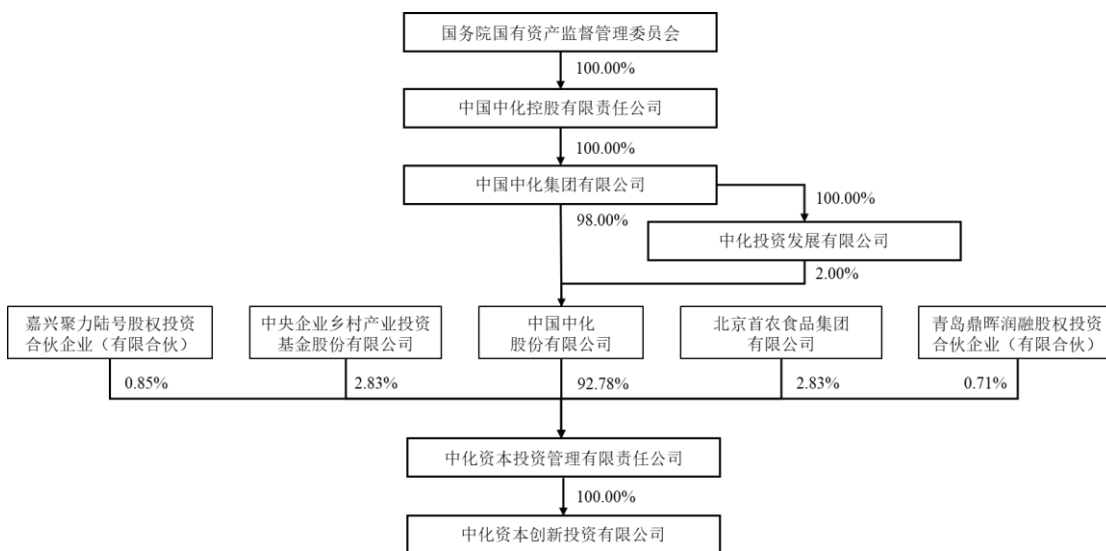 国务院国有资产监督管理委员会
100.00%
中国中化控股有限责任公司
100.00%
中国中化集团有限公司
100.00%
98.00%
中化投资发展有限公司
2.00%
嘉兴聚力陆号股权投资
合伙企业（有限合伙）
中央企业乡村产业投资
基金股份有限公司
中国中化
股份有限公司
北京首农食品集团
有限公司
青岛鼎晖润融股权投资
合伙企业（有限合伙）
0.85%
2.83%
92.78%
2.83%
0.71%
中化资本投资管理有限责任公司
100.00%
中化资本创新投资有限公司